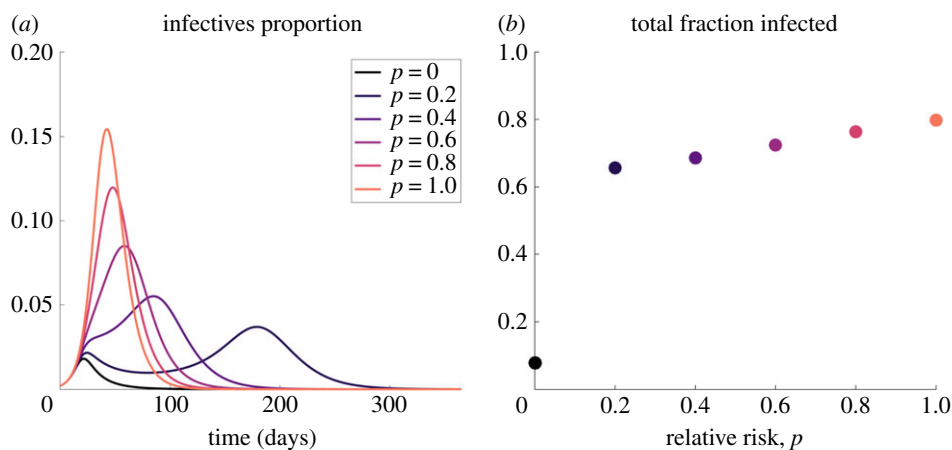 (a) infectives proportion
0.20
0.15
0.10
0.05
0 100 200 300
time (days)
p = 0
p = 0.2
p = 0.4
p = 0.6
p = 0.8
p = 1.0
(b) total fraction infected
1.0
0.8
0.6
0.4
0.2
0 0.2 0.4 0.6 0.8 1.0
relative risk, p